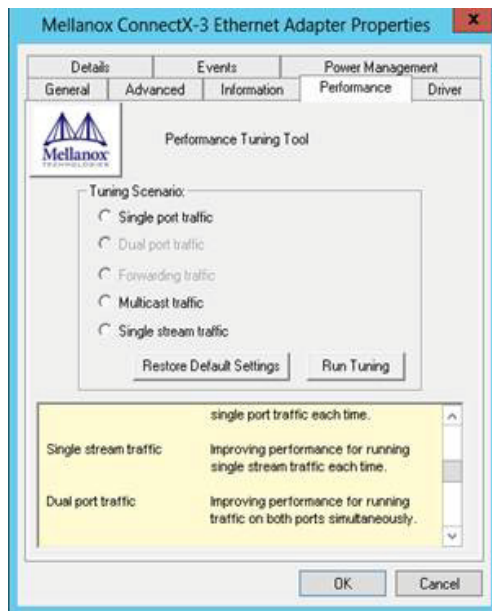 Mellanox ConnectX-3 Ethernet Adapter Properties
x
Details
Events
Power Management
General
Advanced
Information
Performance
Driver
Mellanox
TECHNOLOGIES
Performance Tuning Tool
Tuning Scenario:
Single port traffic
Dual port traffic
Forwarding traffic
Multicast traffic
Single stream traffic
Restore Default Settings
Run Tuning
single port traffic each time.
Single stream traffic
Improving performance for running
single stream traffic each time.
Dual port traffic
Improving performance for running
traffic on both ports simultaneously.
OK
Cancel